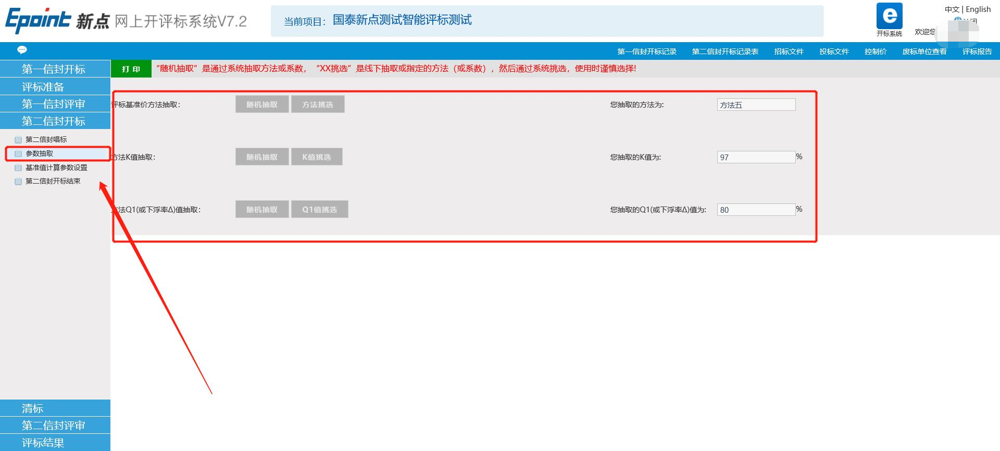 Epoint 新点 网上开评标系统V7.2
当前项目： 国泰新点测试智能评标测试
e
开标系统
中文 | English
欢迎您
第一信封开标记录 第二信封开标记录表 招标文件 投标文件 控制价 废标单位查看 评标报告
第一信封开标
评标准备
第一信封评审
第二信封开标
第二信封唱标
参数抽取
基准值计算参数设置
第二信封开标结束
清标
第二信封评审
评标结果
打 印 “随机抽取”是通过系统抽取方法或系数，“XX挑选”是线下抽取或指定的方法（或系数），然后通过系统挑选，使用时谨慎选择!
评标基准价方法抽取： 随机抽取 方法挑选 您抽取的方法为: 方法五
方法K值抽取： 随机抽取 K值挑选 您抽取的K值为: 97 %
方法Q1(或下浮率Δ)值抽取： 随机抽取 Q1值挑选 您抽取的Q1(或下浮率Δ)值为: 80 %